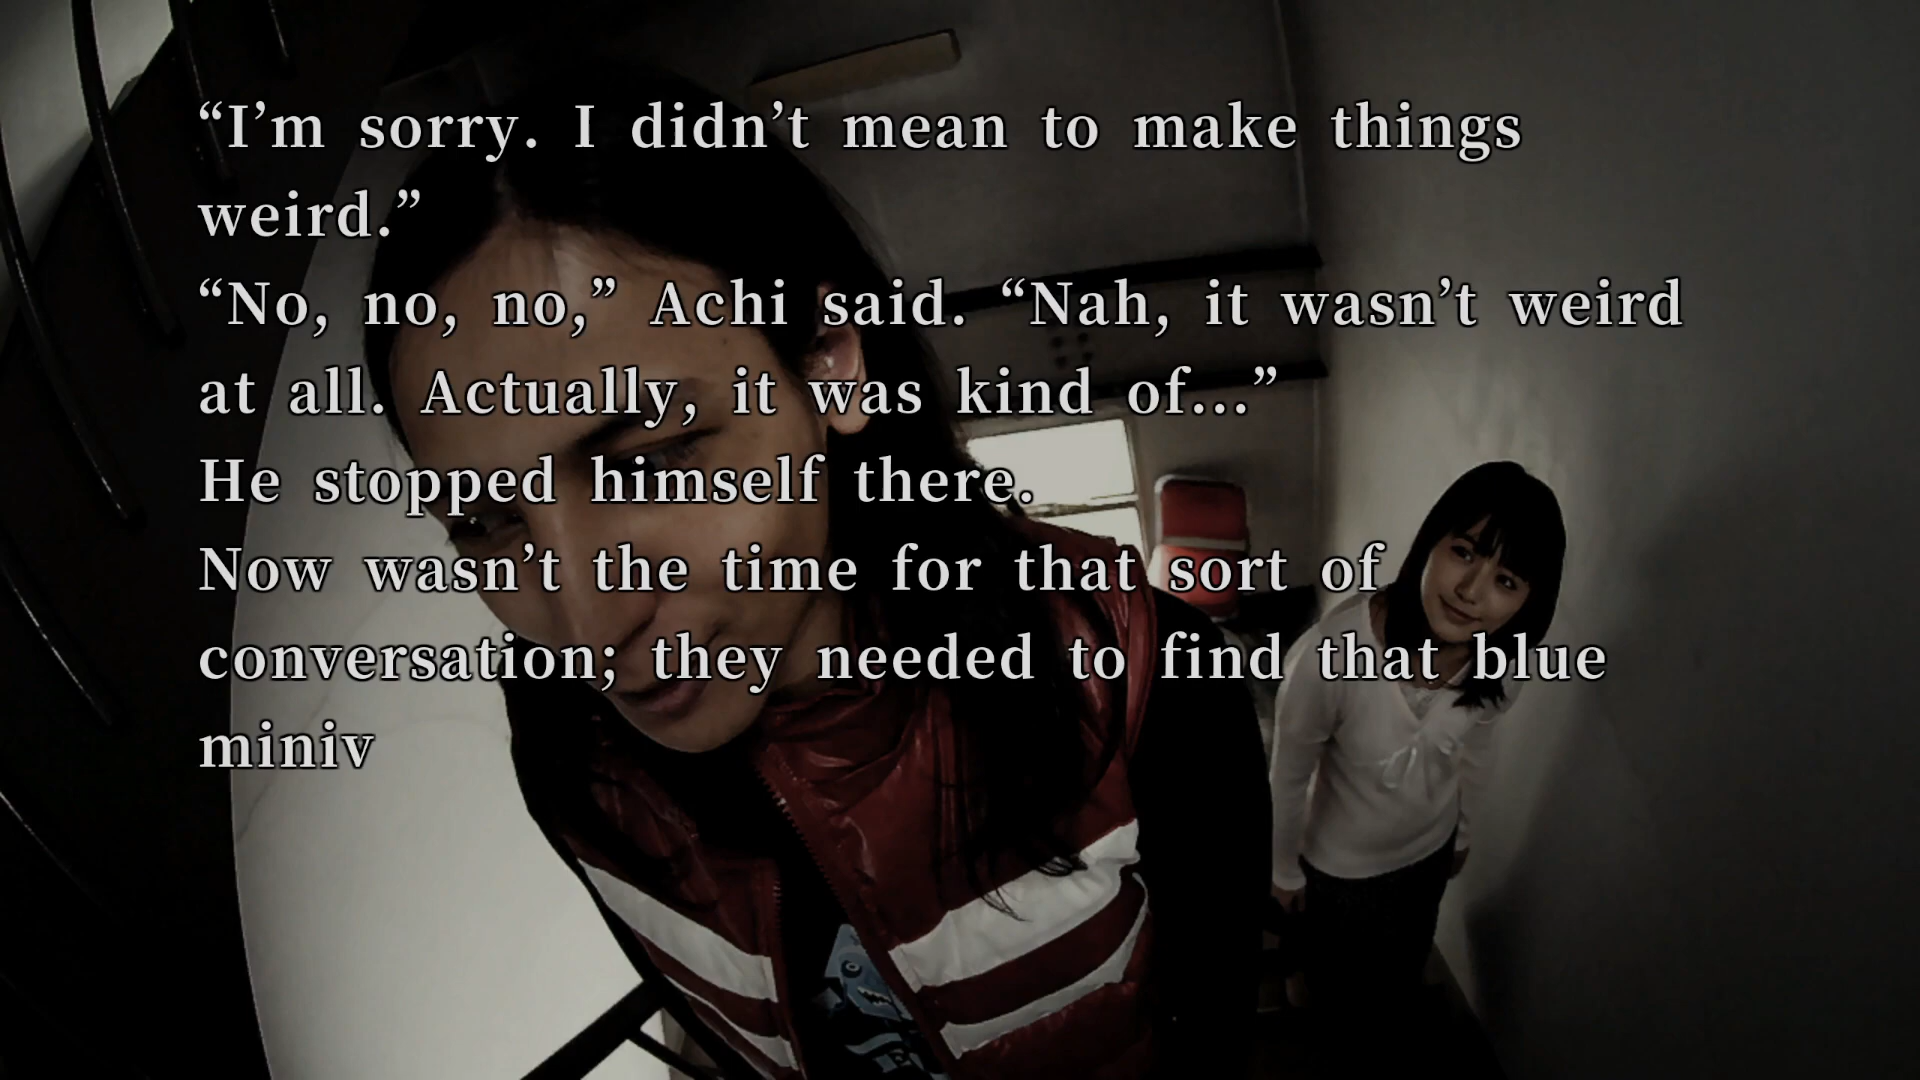 “I’m sorry. I didn’t mean to make things
weird.”
“No, no, no,” Achi said. “Nah, it wasn’t weird
at all. Actually, it was kind of...”
He stopped himself there.
Now wasn’t the time for that sort of
conversation; they needed to find that blue
miniv